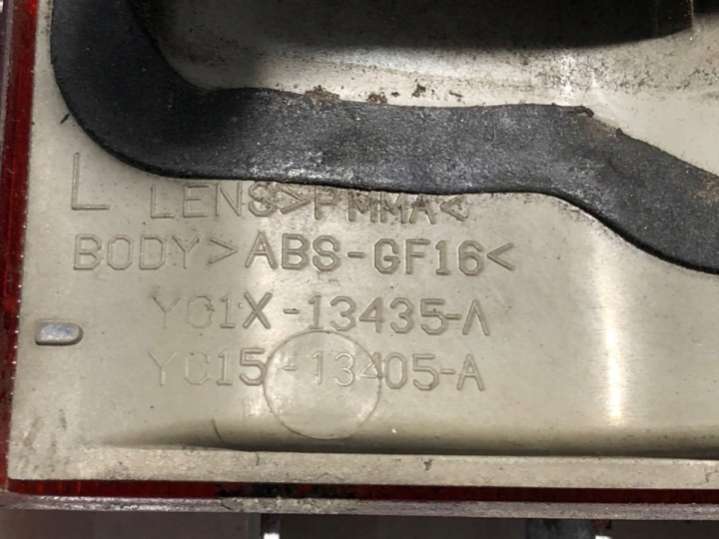 L LENS>PMMA<
BODY>ABS-GF16<
YC1X-13435-A
YC15-13405-A